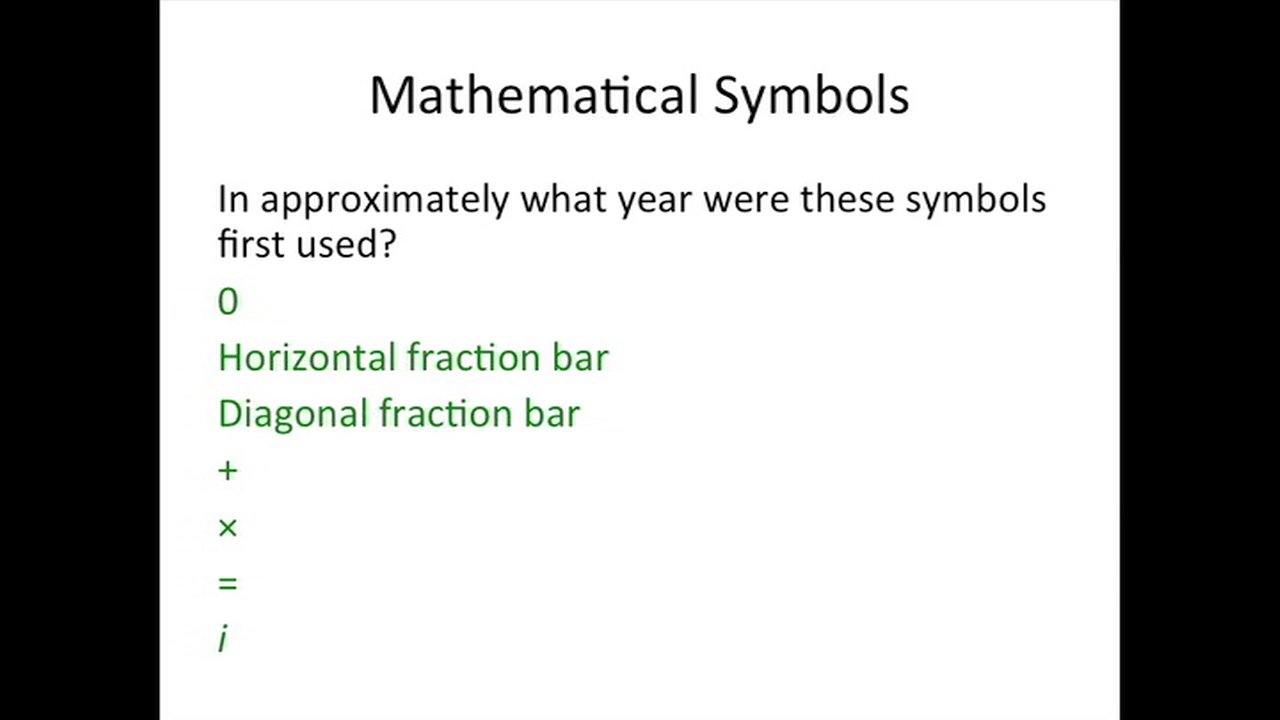 Mathematical Symbols
In approximately what year were these symbols
first used?
0
Horizontal fraction bar
Diagonal fraction bar
+
×
=
i